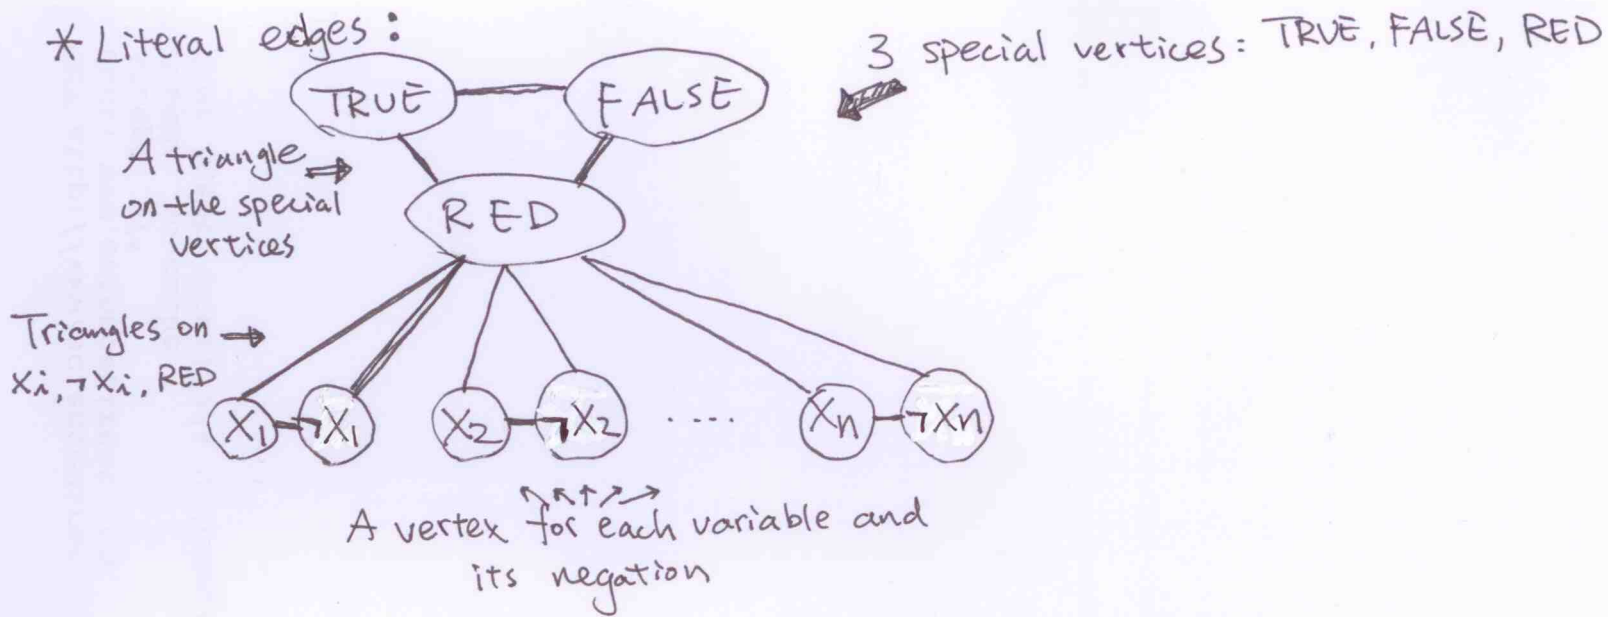 * Literal edges:
3 special vertices: TRUE, FALSE, RED
TRUE
FALSE
A triangle
on the special
vertices
RED
Triangles on
xi, ¬xi, RED
X1
¬X1
X2
¬X2
....
Xn
¬Xn
A vertex for each variable and
its negation